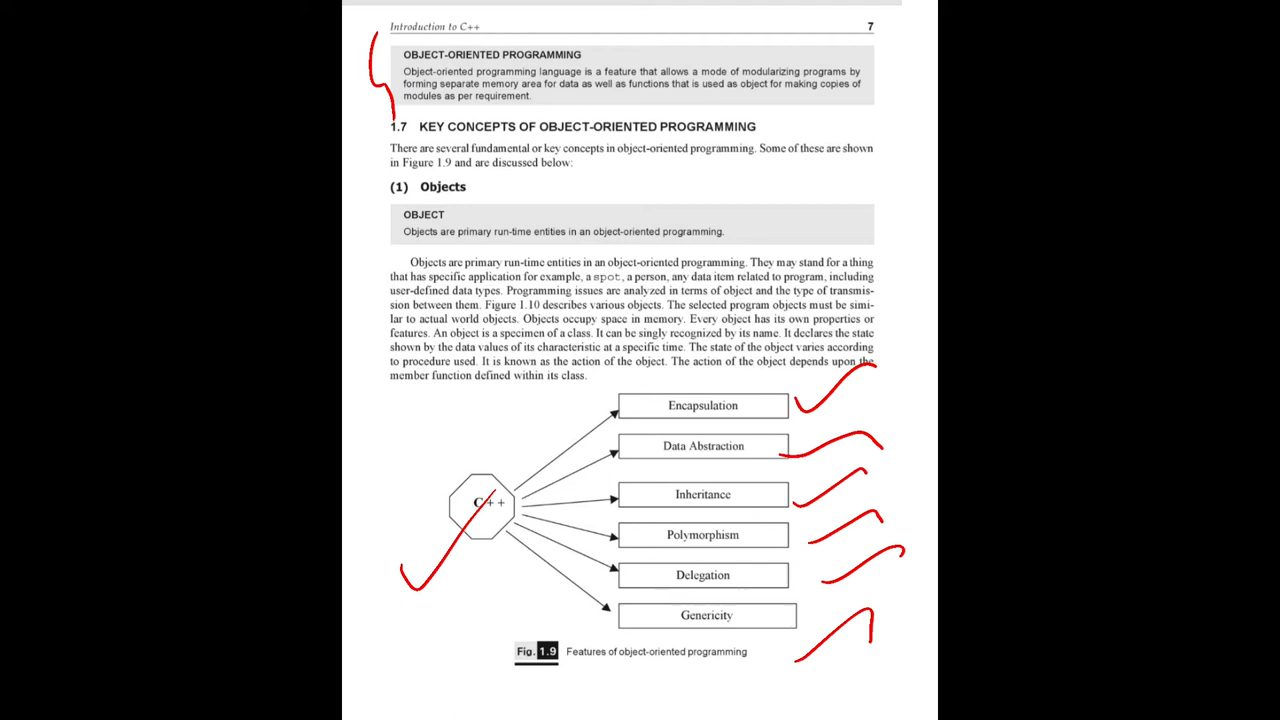 Introduction to C++ 7
OBJECT-ORIENTED PROGRAMMING
Object-oriented programming language is a feature that allows a mode of modularizing programs by
forming separate memory area for data as well as functions that is used as object for making copies of
modules as per requirement.
1.7 KEY CONCEPTS OF OBJECT-ORIENTED PROGRAMMING
There are several fundamental or key concepts in object-oriented programming. Some of these are shown
in Figure 1.9 and are discussed below:
(1) Objects
OBJECT
Objects are primary run-time entities in an object-oriented programming.
Objects are primary run-time entities in an object-oriented programming. They may stand for a thing
that has specific application for example, a spot, a person, any data item related to program, including
user-defined data types. Programming issues are analyzed in terms of object and the type of transmis-
sion between them. Figure 1.10 describes various objects. The selected program objects must be simi-
lar to actual world objects. Objects occupy space in memory. Every object has its own properties or
features. An object is a specimen of a class. It can be singly recognized by its name. It declares the state
shown by the data values of its characteristic at a specific time. The state of the object varies according
to procedure used. It is known as the action of the object. The action of the object depends upon the
member function defined within its class.
Encapsulation
Data Abstraction
Inheritance
C++
Polymorphism
Delegation
Genericity
Fig. 1.9 Features of object-oriented programming